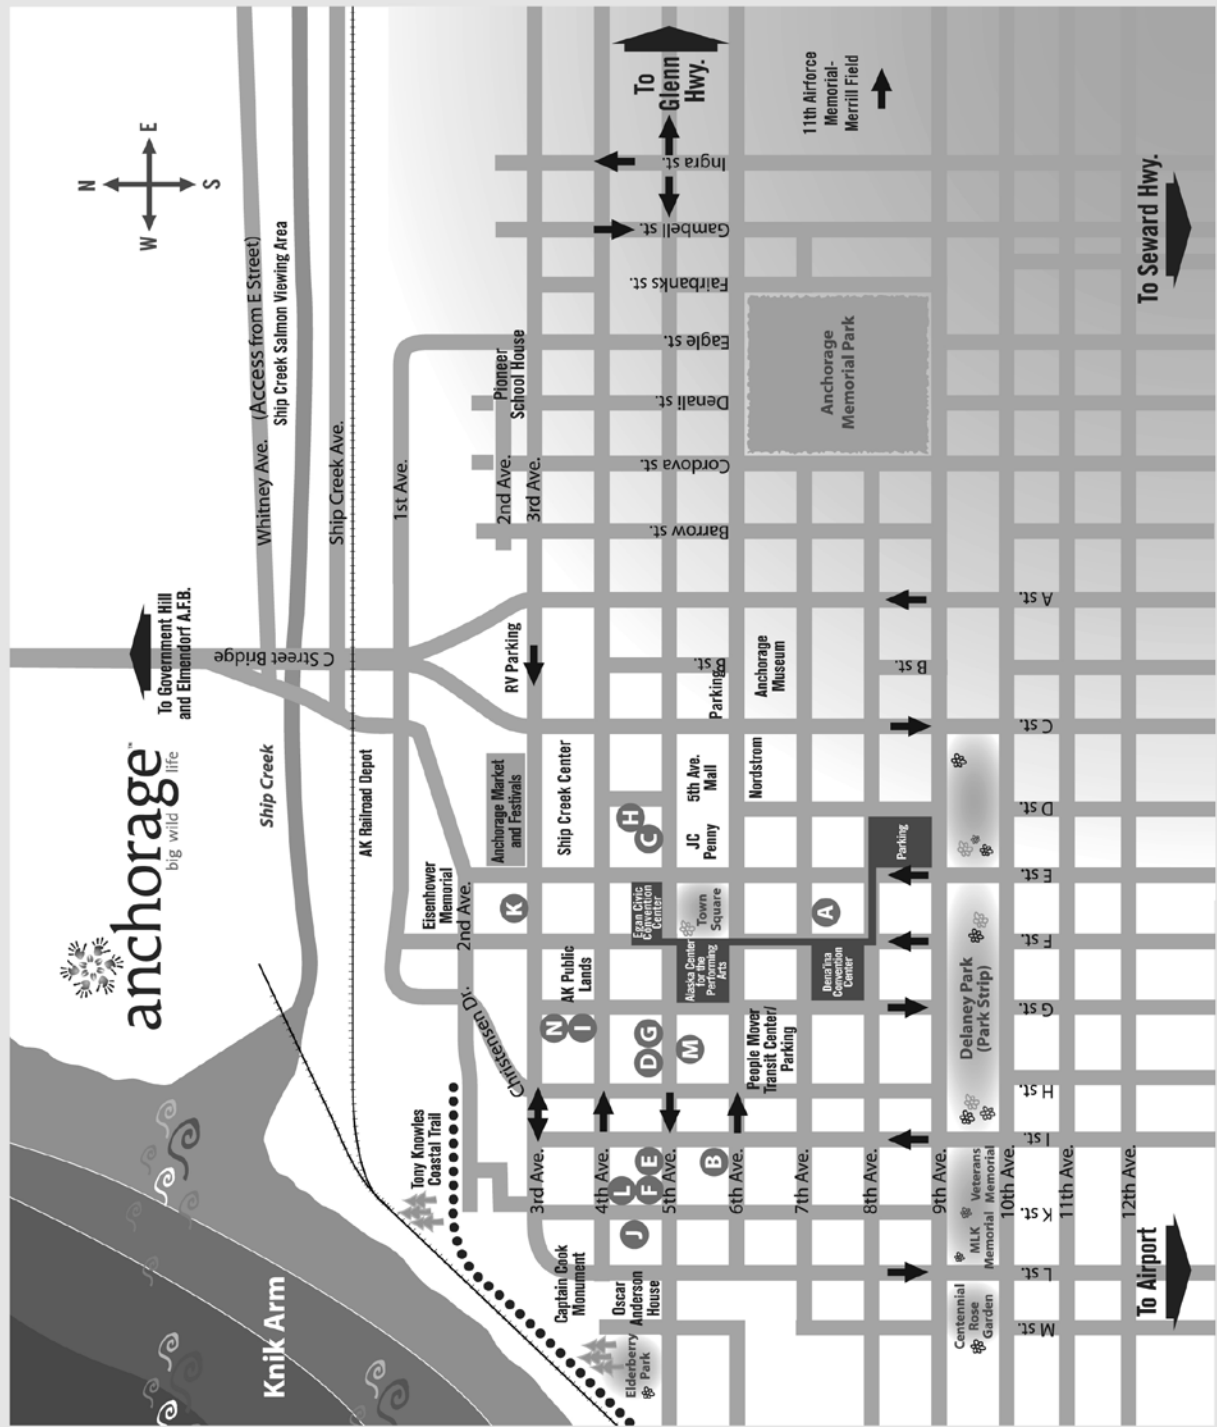 anchorage™
big wild life
N
W
E
S
To Government Hill
and Elmendorf A.F.B.
C Street Bridge
Whitney Ave.
(Access from E Street)
Ship Creek Salmon Viewing Area
Ship Creek
Ship Creek Ave.
AK Railroad Depot
1st Ave.
Knik Arm
Tony Knowles
Coastal Trail
Christensen Dr.
2nd Ave.
Eisenhower
Memorial
Anchorage Market
and Festivals
RV Parking
2nd Ave.
Pioneer
School House
3rd Ave.
3rd Ave.
Captain Cook
Monument
AK Public
Lands
Ship Creek Center
K
N
I
4th Ave.
Elderberry
Park
Oscar
Anderson
House
J
L
F
E
D
G
Egan Civic
Convention
Center
H
C
To
Glenn
Hwy.
5th Ave.
B
M
Alaska Center
for the
Performing
Arts
Town
Square
JC
Penny
5th Ave.
Mall
Parking
B st.
Barrow st.
Cordova st.
Denali st.
Eagle st.
Fairbanks st.
Gambell st.
Ingra st.
6th Ave.
People Mover
Transit Center/
Parking
Nordstrom
Anchorage
Museum
Anchorage
Memorial Park
11th Airforce
Memorial-
Merrill Field
7th Ave.
Dena'ina
Convention
Center
A
8th Ave.
Parking
B st.
9th Ave.
Centennial
Rose
Garden
MLK
Memorial
Veterans
Memorial
Delaney Park
(Park Strip)
10th Ave.
M st.
L st.
K st.
I st.
H st.
G st.
F st.
E st.
D st.
C st.
A st.
11th Ave.
12th Ave.
To Airport
To Seward Hwy.